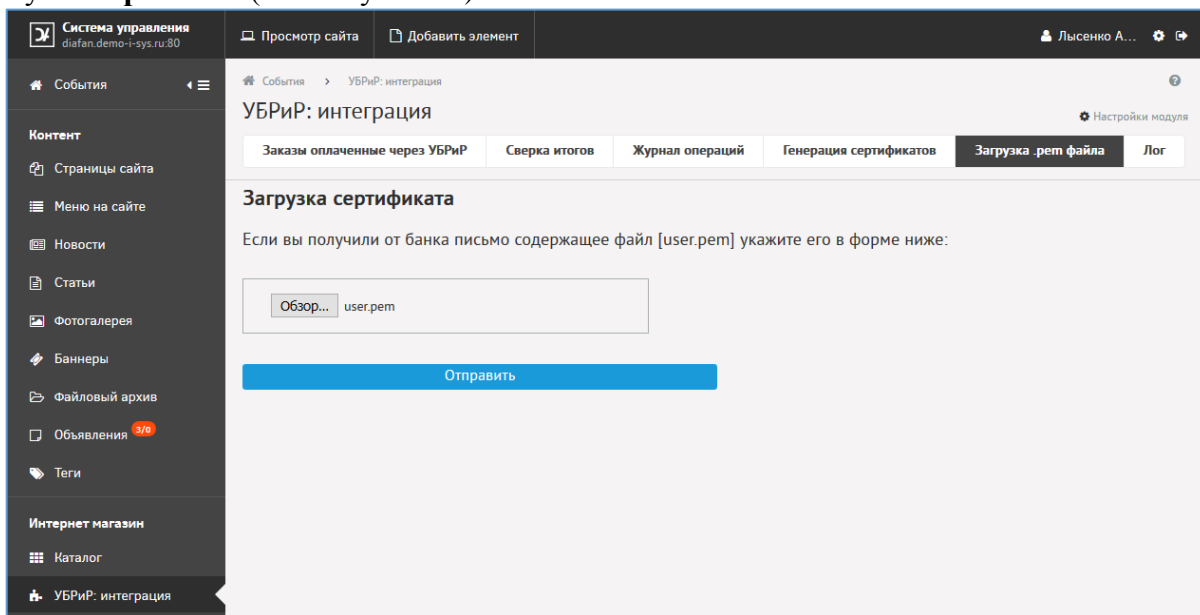 Система управления
diafan.demo-i-sys.ru:80
Просмотр сайта
Добавить элемент
Лысенко А...
События
События > УБРиР: интеграция
УБРиР: интеграция
Настройки модуля
Заказы оплаченные через УБРиР
Сверка итогов
Журнал операций
Генерация сертификатов
Загрузка .pem файла
Лог
Контент
Страницы сайта
Меню на сайте
Новости
Статьи
Фотогалерея
Баннеры
Файловый архив
Объявления 3/0
Теги
Интернет магазин
Каталог
УБРиР: интеграция
Загрузка сертификата
Если вы получили от банка письмо содержащее файл [user.pem] укажите его в форме ниже:
Обзор... user.pem
Отправить